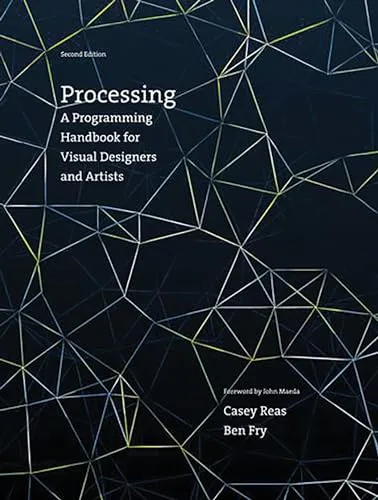 Second Edition
Processing
A Programming
Handbook for
Visual Designers
and Artists
Foreword by John Maeda
Casey Reas
Ben Fry